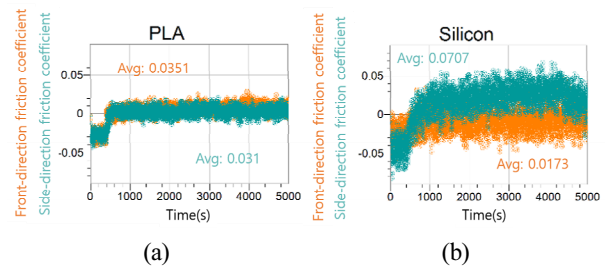 PLA
Front-direction friction coefficient
Side-direction friction coefficient
0.05
0
-0.05
Avg: 0.0351
Avg: 0.031
0 1000 2000 3000 4000 5000
Time(s)
(a)
Silicon
Front-direction friction coefficient
Side-direction friction coefficient
0.05
0
-0.05
Avg: 0.0707
Avg: 0.0173
0 1000 2000 3000 4000 5000
Time(s)
(b)